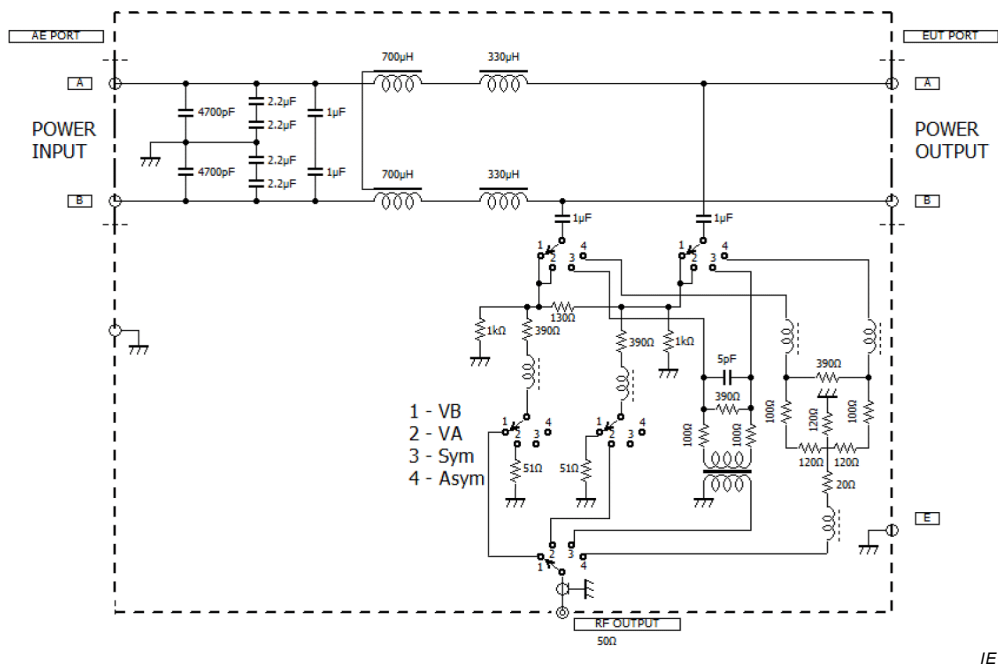 AE PORT
EUT PORT
700µH
330µH
A
A
4700pF
2.2µF
1µF
2.2µF
POWER
INPUT
POWER
OUTPUT
4700pF
2.2µF
1µF
2.2µF
700µH
330µH
B
B
1µF
1µF
1
2
3
4
1
2
3
4
130Ω
1kΩ
390Ω
390Ω
1kΩ
5pF
390Ω
390Ω
100Ω
100Ω
100Ω
120Ω
100Ω
120Ω
120Ω
20Ω
1 - VB
2 - VA
3 - Sym
4 - Asym
1
2
3
4
1
2
3
4
51Ω
51Ω
E
1
2
3
4
RF OUTPUT
50Ω
IE